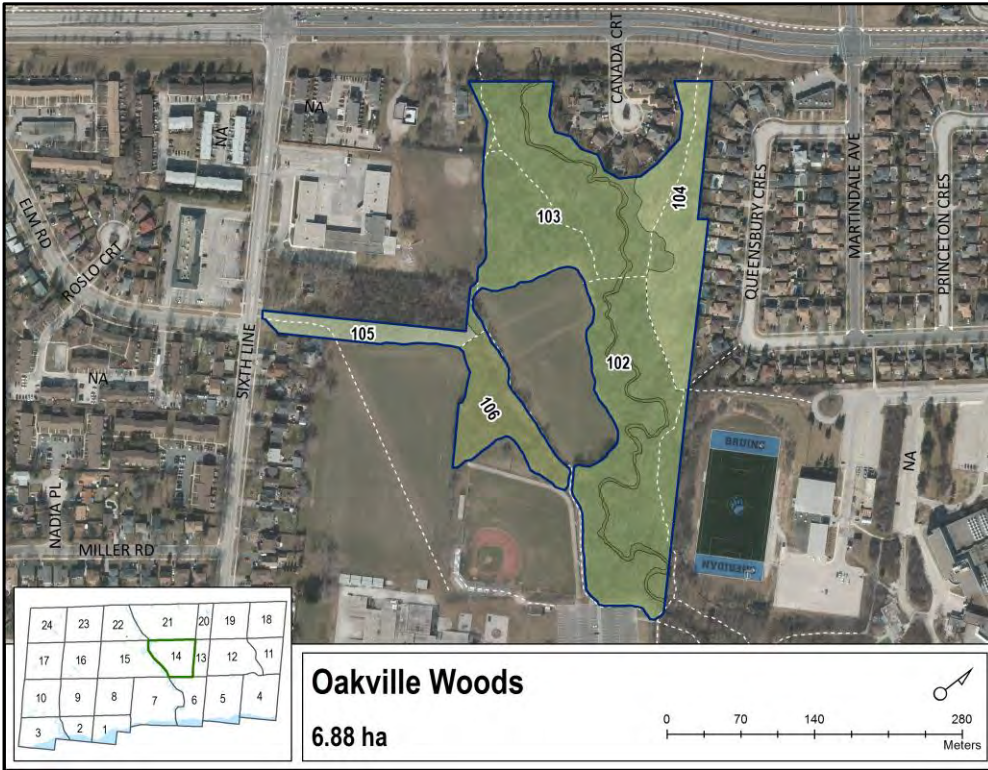 CANADA CRT
NA
NA
ELM RD
ROSLO CRT
SIXTH LINE
NA
NADIA PL
MILLER RD
103
104
105
102
106
QUEENSBURY CRES
MARTINDALE AVE
PRINCETON CRES
NA
BRUINS
SHERIDAN
24 23 22 21 20 19 18
17 16 15 14 13 12 11
10 9 8 7 6 5 4
3 2 1
Oakville Woods
6.88 ha
0 70 140 280
Meters